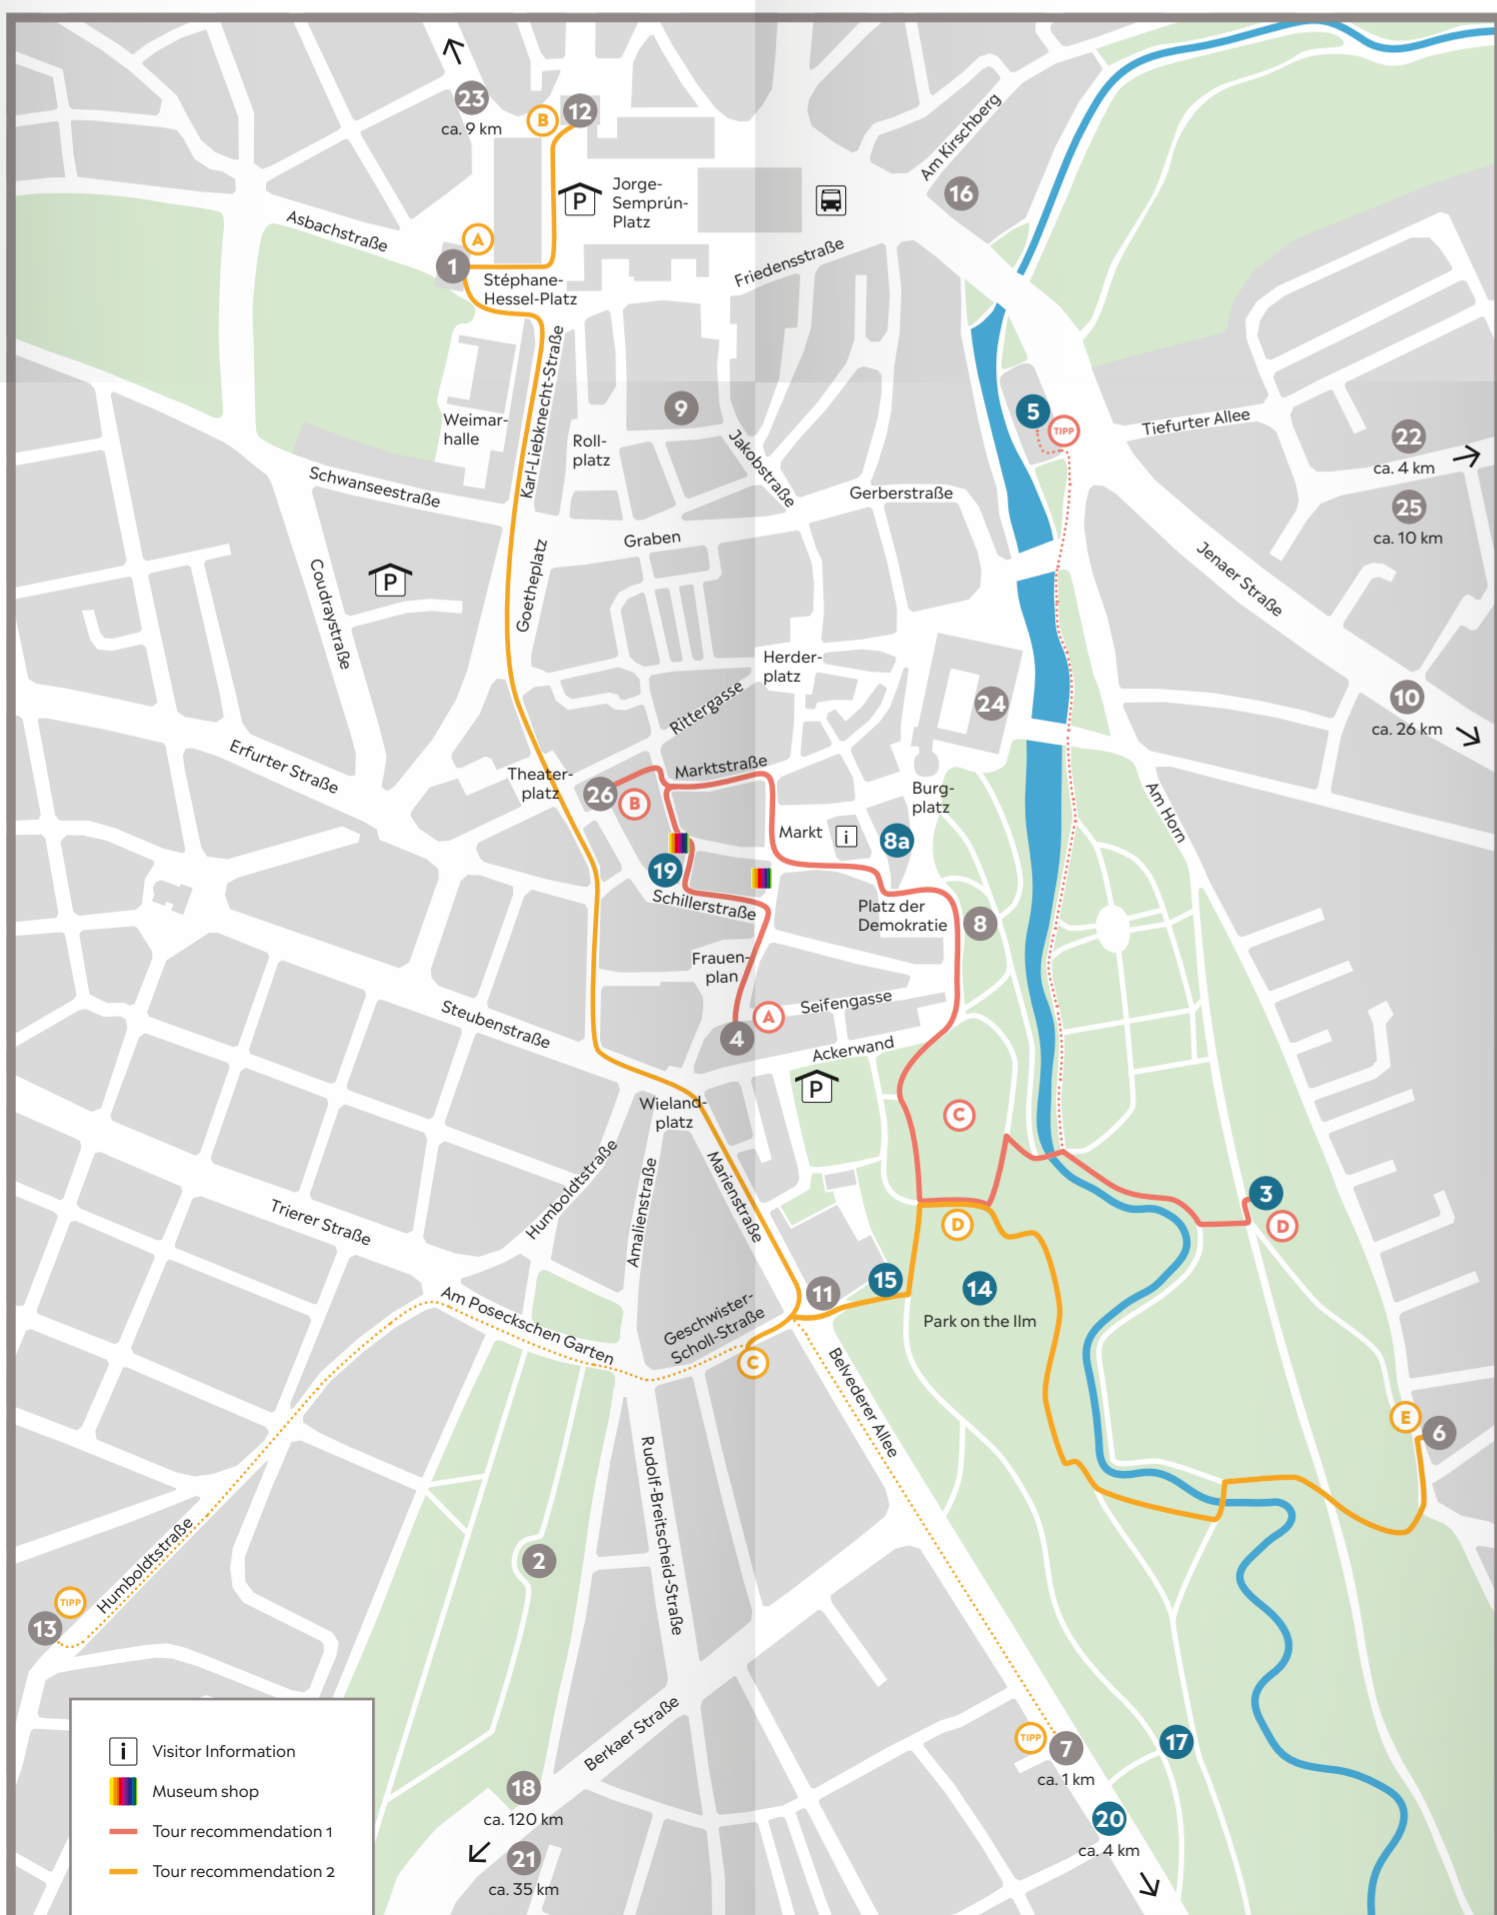 23
ca. 9 km
B
12
P
Jorge-
Semprún-
Platz
Am Kirschberg
16
Asbachstraße
A
1
Stéphane-
Hessel-Platz
Friedensstraße
Karl-Liebknecht-Straße
Weimar-
halle
9
Roll-
platz
Jakobstraße
5
TIPP
Tiefurter Allee
22
ca. 4 km
25
ca. 10 km
Schwanseestraße
Gerberstraße
Graben
Goetheplatz
P
Coudraystraße
Jenaer Straße
Herder-
platz
Rittergasse
24
10
ca. 26 km
Erfurter Straße
Theater-
platz
26
B
Marktstraße
Burg-
platz
Am Horn
Markt
i
8a
19
Schillerstraße
Platz der
Demokratie
8
Frauen-
plan
Seifengasse
A
4
Steubenstraße
Ackerwand
P
Wieland-
platz
C
Humboldtstraße
Amalienstraße
Marienstraße
Trierer Straße
3
D
D
15
14
Park on the Ilm
11
Am Poseckschen Garten
Geschwister-
Scholl-Straße
C
Belvederer Allee
E
6
Rudolf-Breitscheid-Straße
Humboldtstraße
2
TIPP
13
Berkaer Straße
TIPP
7
ca. 1 km
17
20
ca. 4 km
18
ca. 120 km
21
ca. 35 km
i
Visitor Information
Museum shop
Tour recommendation 1
Tour recommendation 2